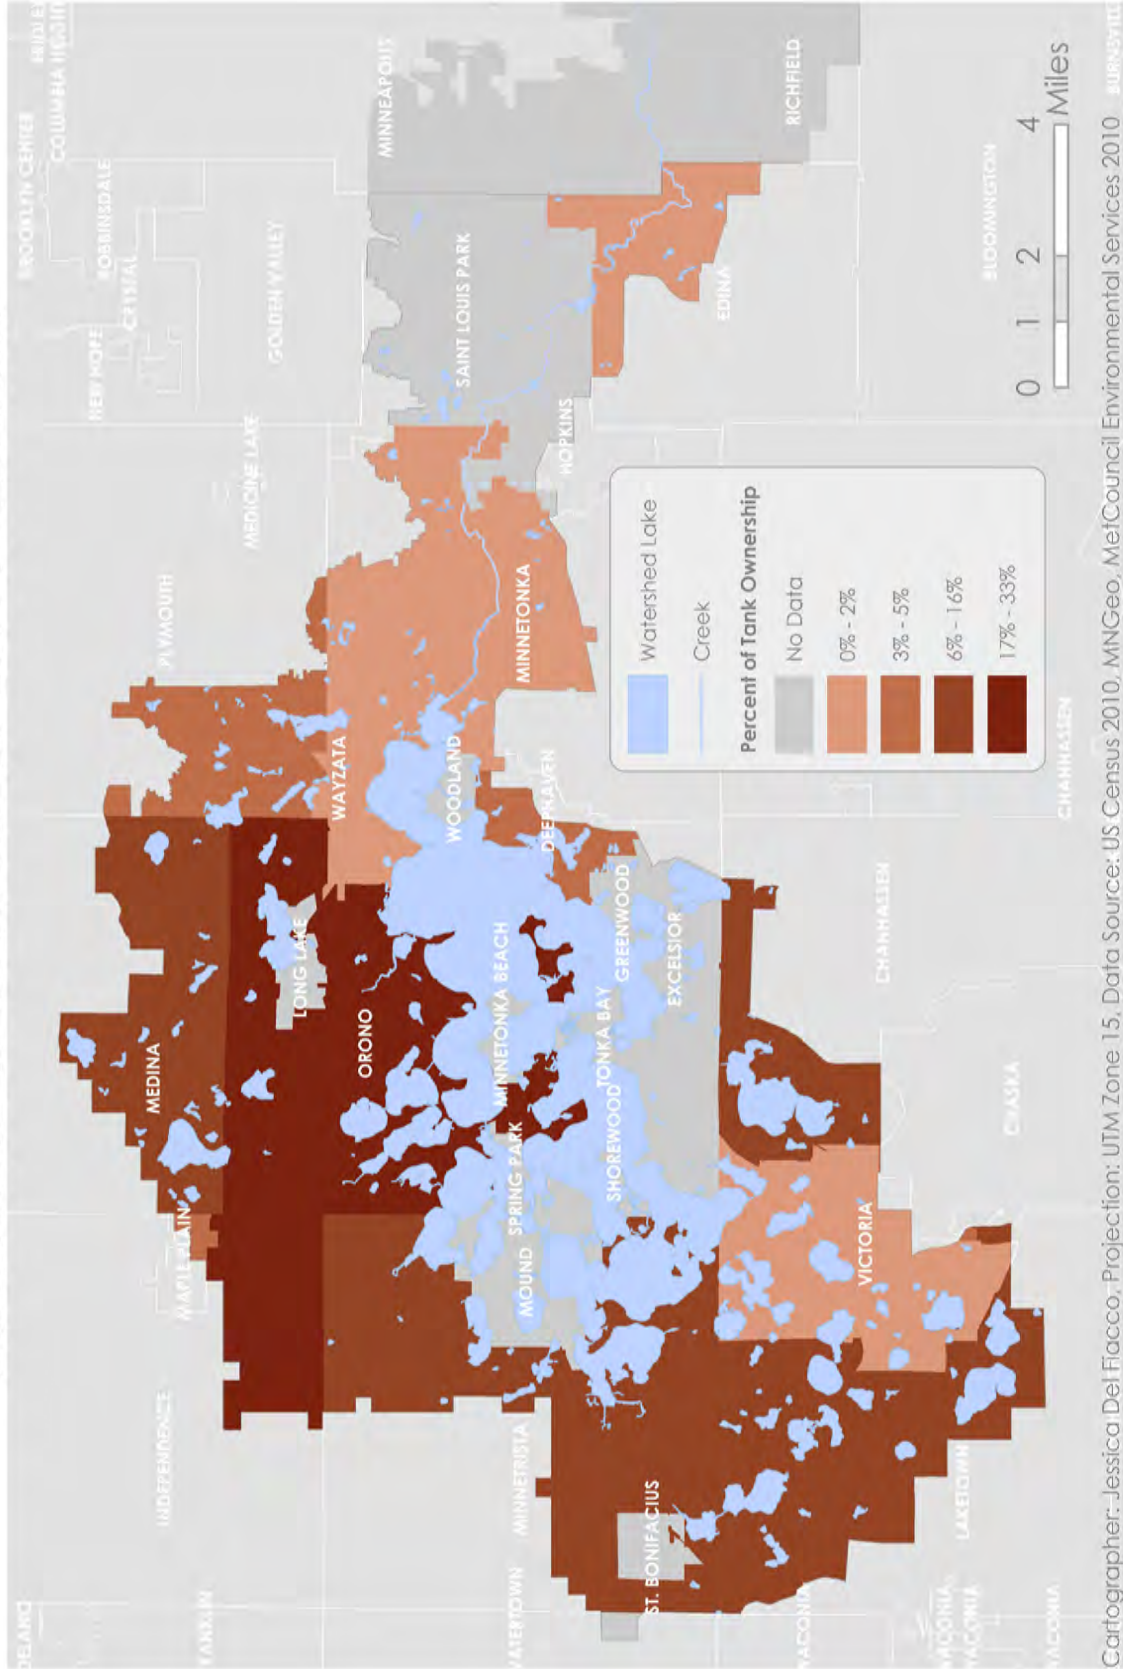 BROOKLYN CENTER
COLUMBIA HEIGHTS
ROBBINSDALE
CRYSTAL
NEW HOPE
GOLDEN VALLEY
MEDICINE LAKE
PLYMOUTH
MINNEAPOLIS
SAINT LOUIS PARK
HOPKINS
RICHFIELD
EDINA
BLOOMINGTON
MINNETONKA
WAYZATA
WOODLAND
DEEPHAVEN
GREENWOOD
EXCELSIOR
LONG LAKE
ORONO
MEDINA
MINNETONKA BEACH
TONKA BAY
SHOREWOOD
SPRING PARK
MOUND
MAPLE PLAIN
INDEPENDENCE
MINNETRISTA
ST. BONIFACIUS
VICTORIA
LAKETOWN
CHASKA
CHANHASSEN
CHANHASSEN
DELANO
0 1 2 4
Miles
Watershed Lake
Creek
Percent of Tank Ownership
No Data
0% - 2%
3% - 5%
6% - 16%
17% - 33%
Cartographer: Jessica Del Fiacco, Projection: UTM Zone 15, Data Source: US Census 2010, MNGeo, MetCouncil Environmental Services 2010